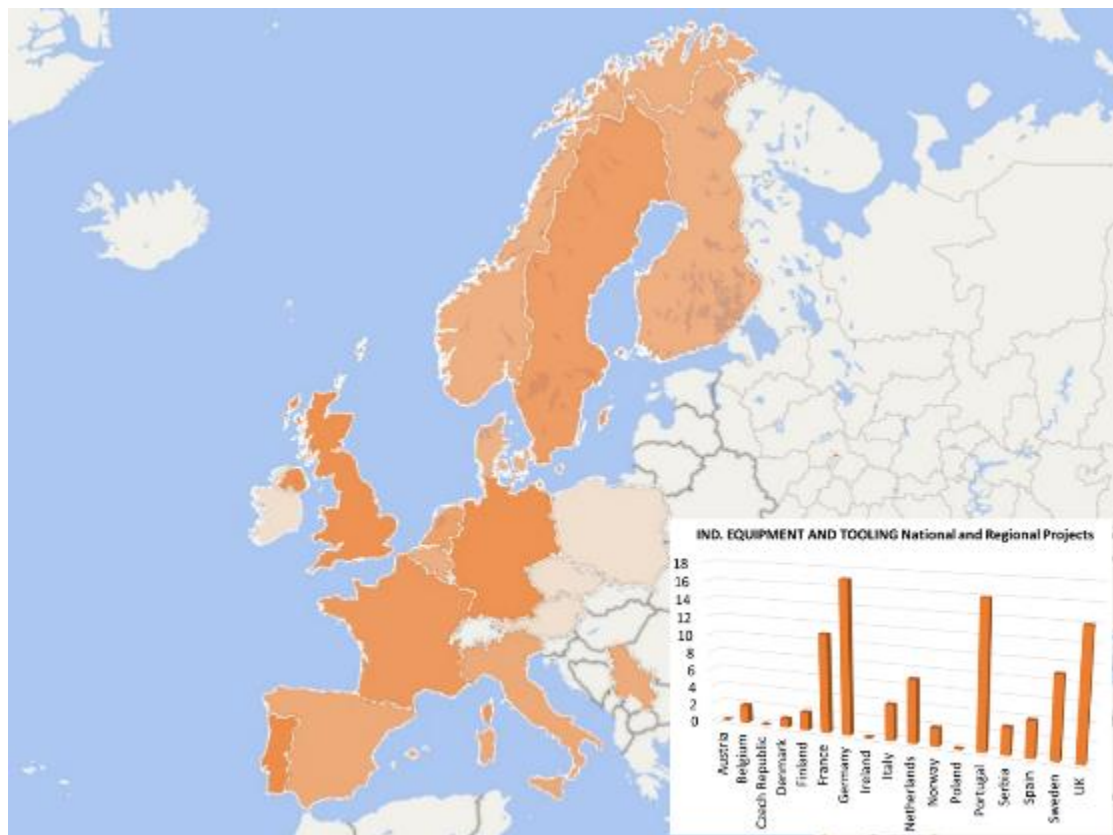 IND. EQUIPMENT AND TOOLING National and Regional Projects
18
16
14
12
10
8
6
4
2
0
Austria
Belgium
Czach Republic
Denmark
Finland
France
Germany
Ireland
Italy
Netherlands
Norway
Poland
Portugal
Serbia
Spain
Sweden
UK